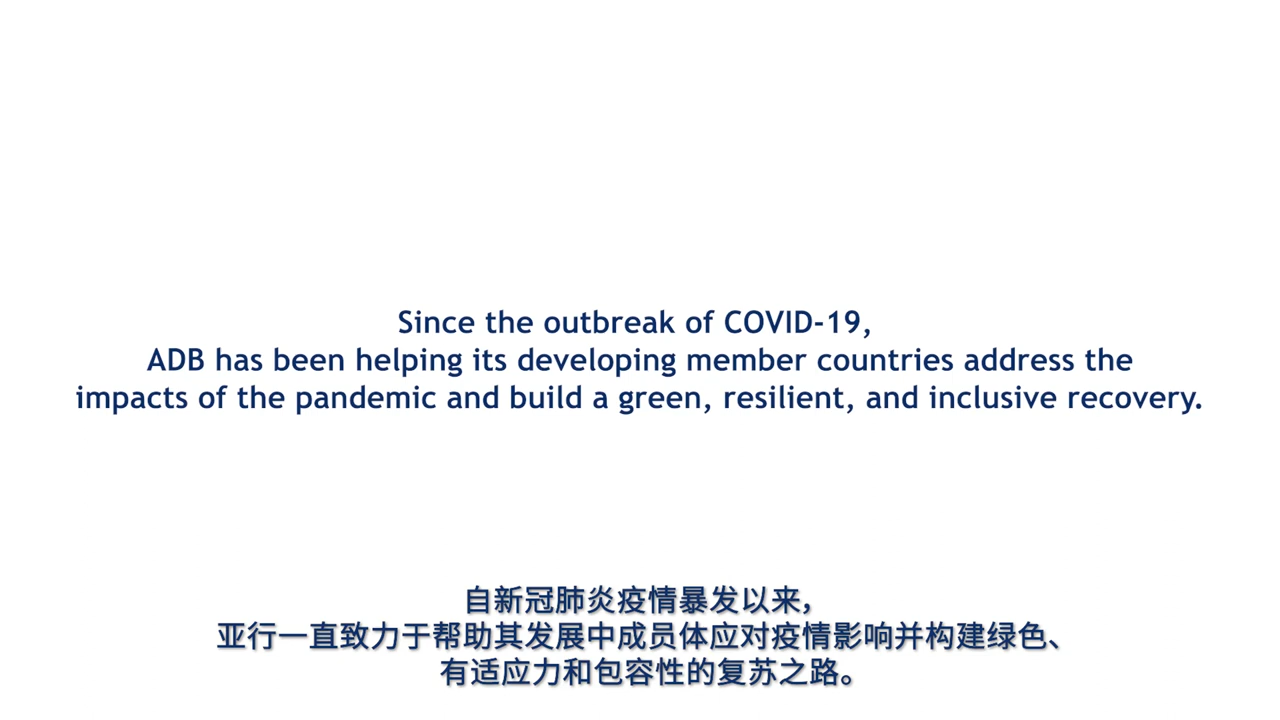 Since the outbreak of COVID-19,
ADB has been helping its developing member countries address the
impacts of the pandemic and build a green, resilient, and inclusive recovery.
自新冠肺炎疫情暴发以来,
亚行一直致力于帮助其发展中成员体应对疫情影响并构建绿色、
有适应力和包容性的复苏之路。